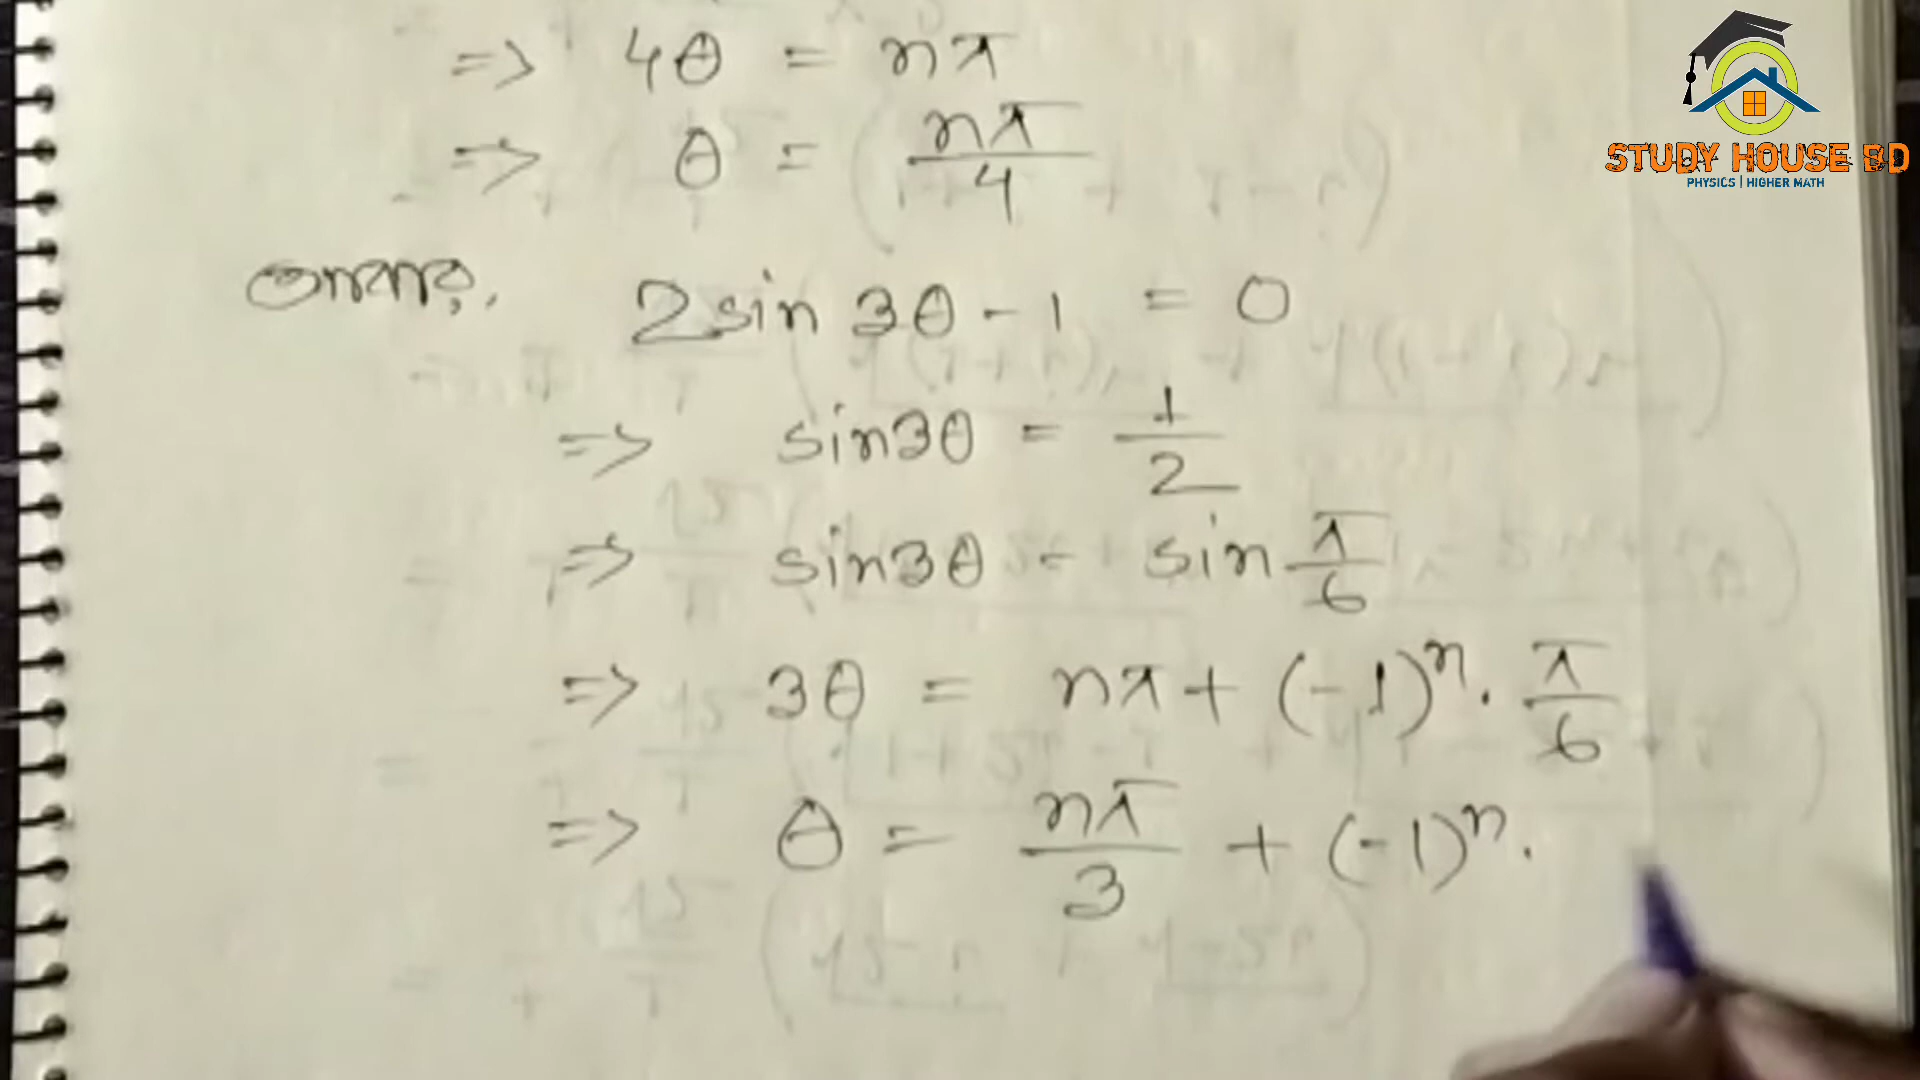 => 4θ = nπ
=> θ = nπ/4
STUDY HOUSE BD
PHYSICS | HIGHER MATH
আবার, 2sin 3θ - 1 = 0
=> sin3θ = 1/2
=> sin3θ = sin π/6
=> 3θ = nπ + (-1)ⁿ · π/6
=> θ = nπ/3 + (-1)ⁿ ·